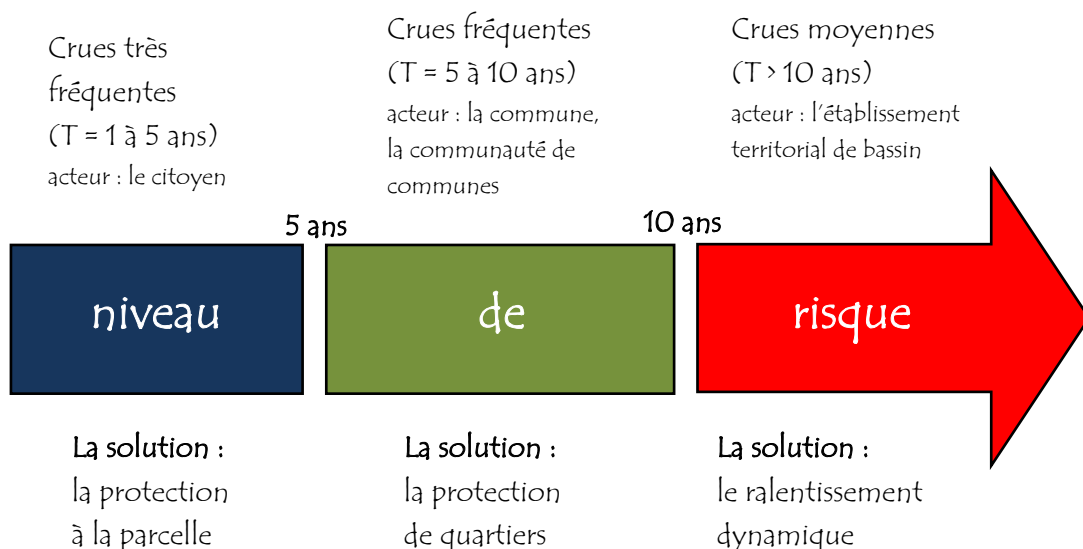 Crues très
fréquentes
(T = 1 à 5 ans)
acteur : le citoyen
Crues fréquentes
(T = 5 à 10 ans)
acteur : la commune,
la communauté de
communes
Crues moyennes
(T > 10 ans)
acteur : l'établissement
territorial de bassin
5 ans
10 ans
niveau
de
risque
La solution :
la protection
à la parcelle
La solution :
la protection
de quartiers
La solution :
le ralentissement
dynamique